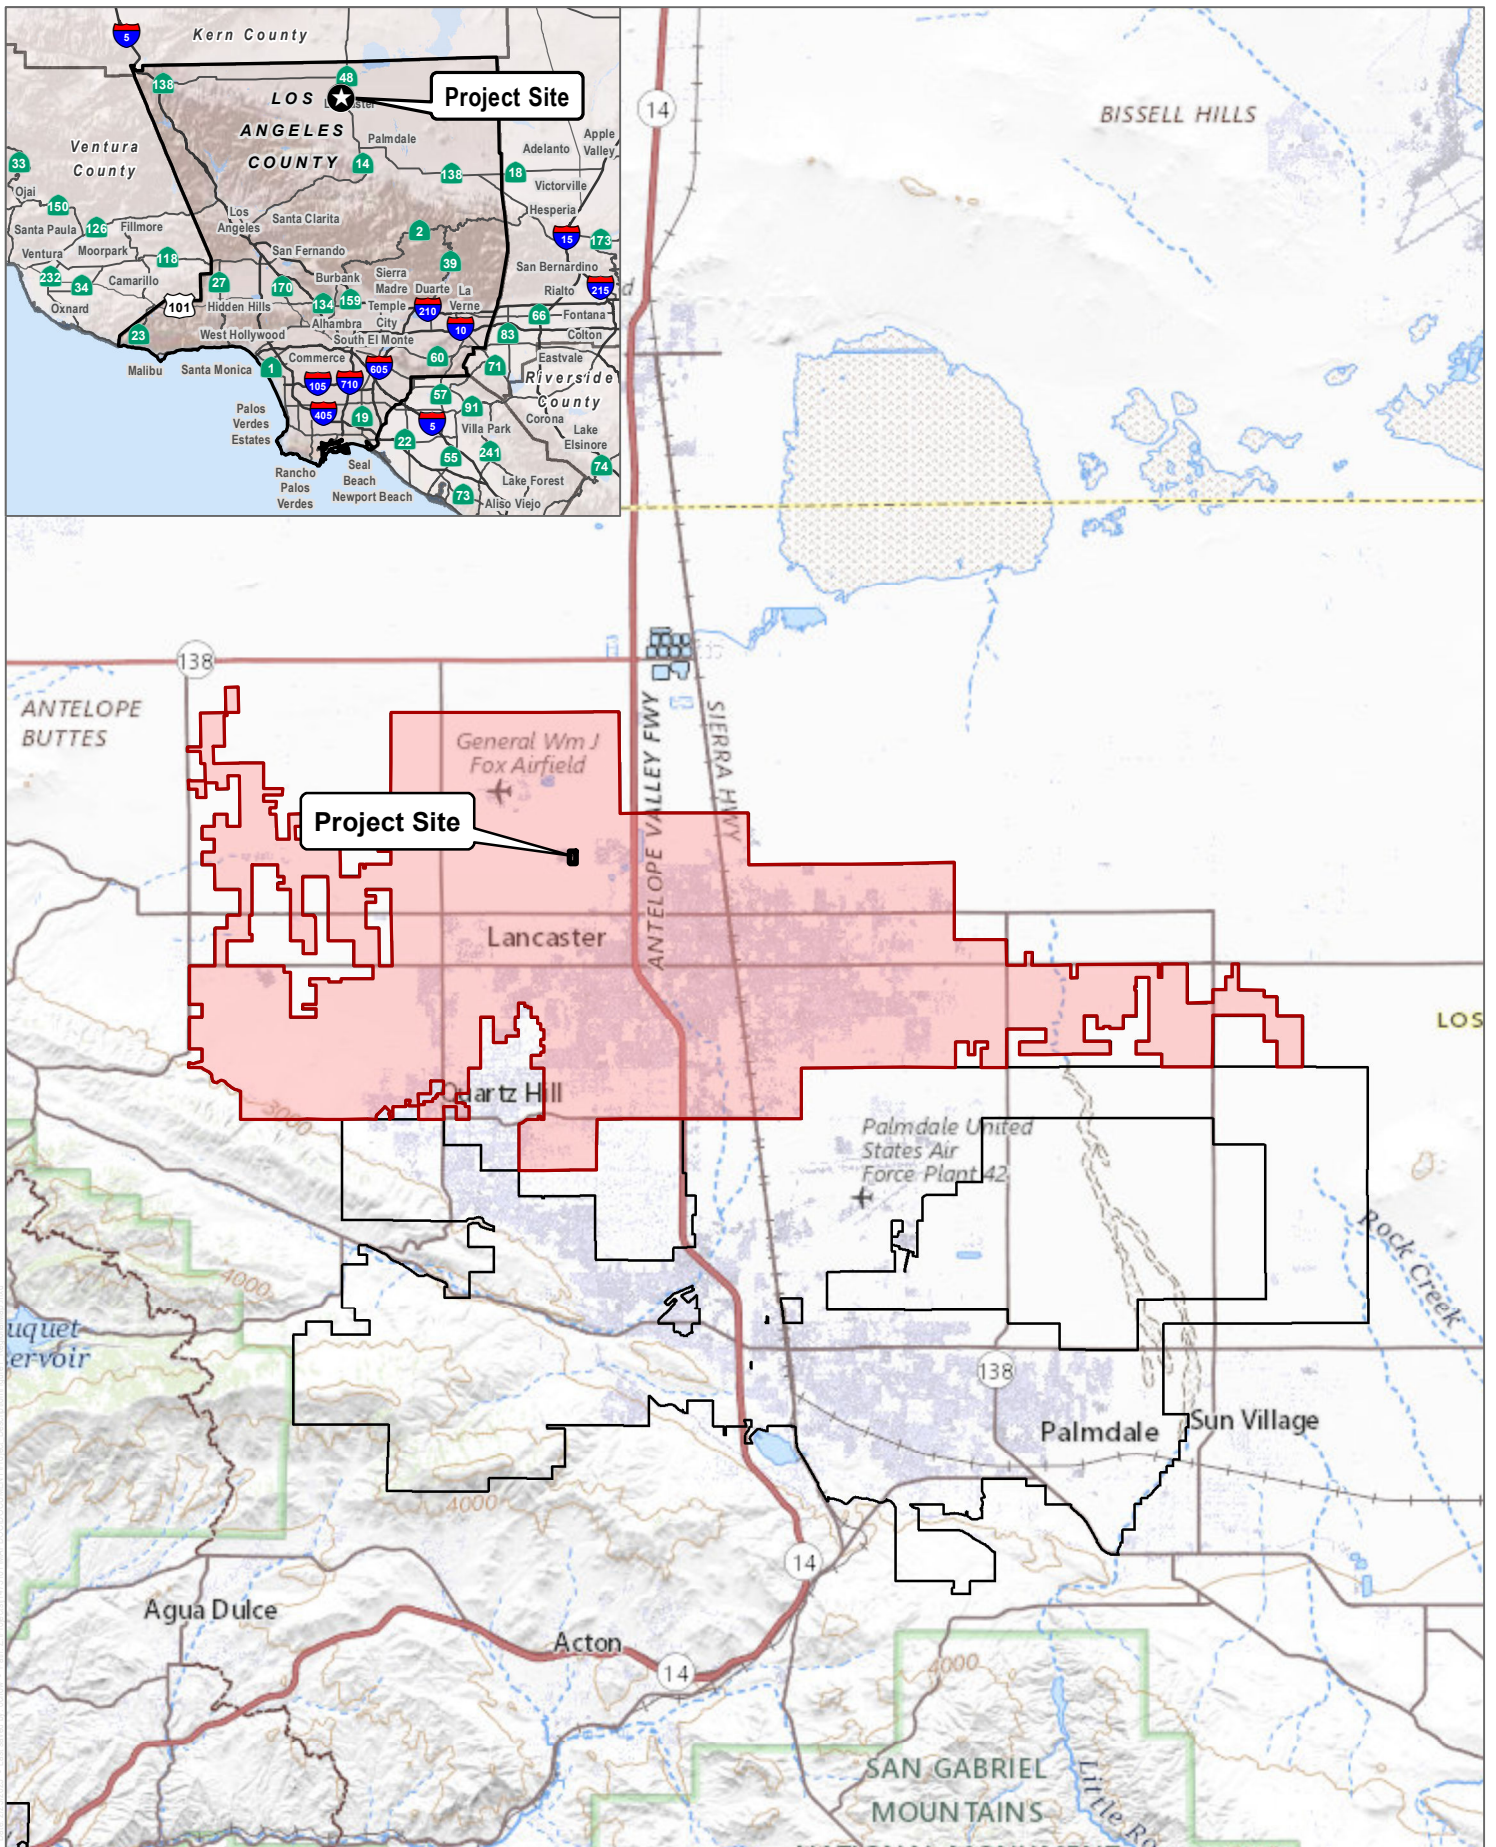 5
Kern County
138
48
LOS
Project Site
ANGELES
COUNTY
Palmdale
Ventura
County
Apple
Valley
Adelanto
33
14
138
18
Victorville
Ojai
150
Hesperia
Los
Angeles
Santa Clarita
Santa Paula
126
Fillmore
2
15
173
Ventura
Moorpark
118
San Fernando
39
San Bernardino
232
34
Camarillo
27
170
Burbank
Sierra
Madre
Duarte
La
Verne
Rialto
215
Oxnard
101
Hidden Hills
134
159
Temple
City
210
66
Fontana
23
West Hollywood
Alhambra
South El Monte
10
83
Colton
Malibu
Santa Monica
1
Commerce
605
60
71
Eastvale
105
710
Riverside
County
57
91
Palos
Verdes
Estates
405
19
5
Villa Park
Corona
22
241
Lake
Elsinore
55
74
Rancho
Palos
Verdes
Seal
Beach
Newport Beach
73
Lake Forest
Aliso Viejo
14
BISSELL HILLS
d
138
ANTELOPE
BUTTES
General Wm J
Fox Airfield
ANTELOPE VALLEY FWY
SIERRA HWY
Project Site
Lancaster
LOS
Quartz Hill
3000
Palmdale United
States Air
Force Plant 42
Rock Creek
4000
uquet
ervoir
138
Palmdale
Sun Village
4000
14
Agua Dulce
Acton
14
4000
SAN GABRIEL
MOUNTAINS
Little Ro